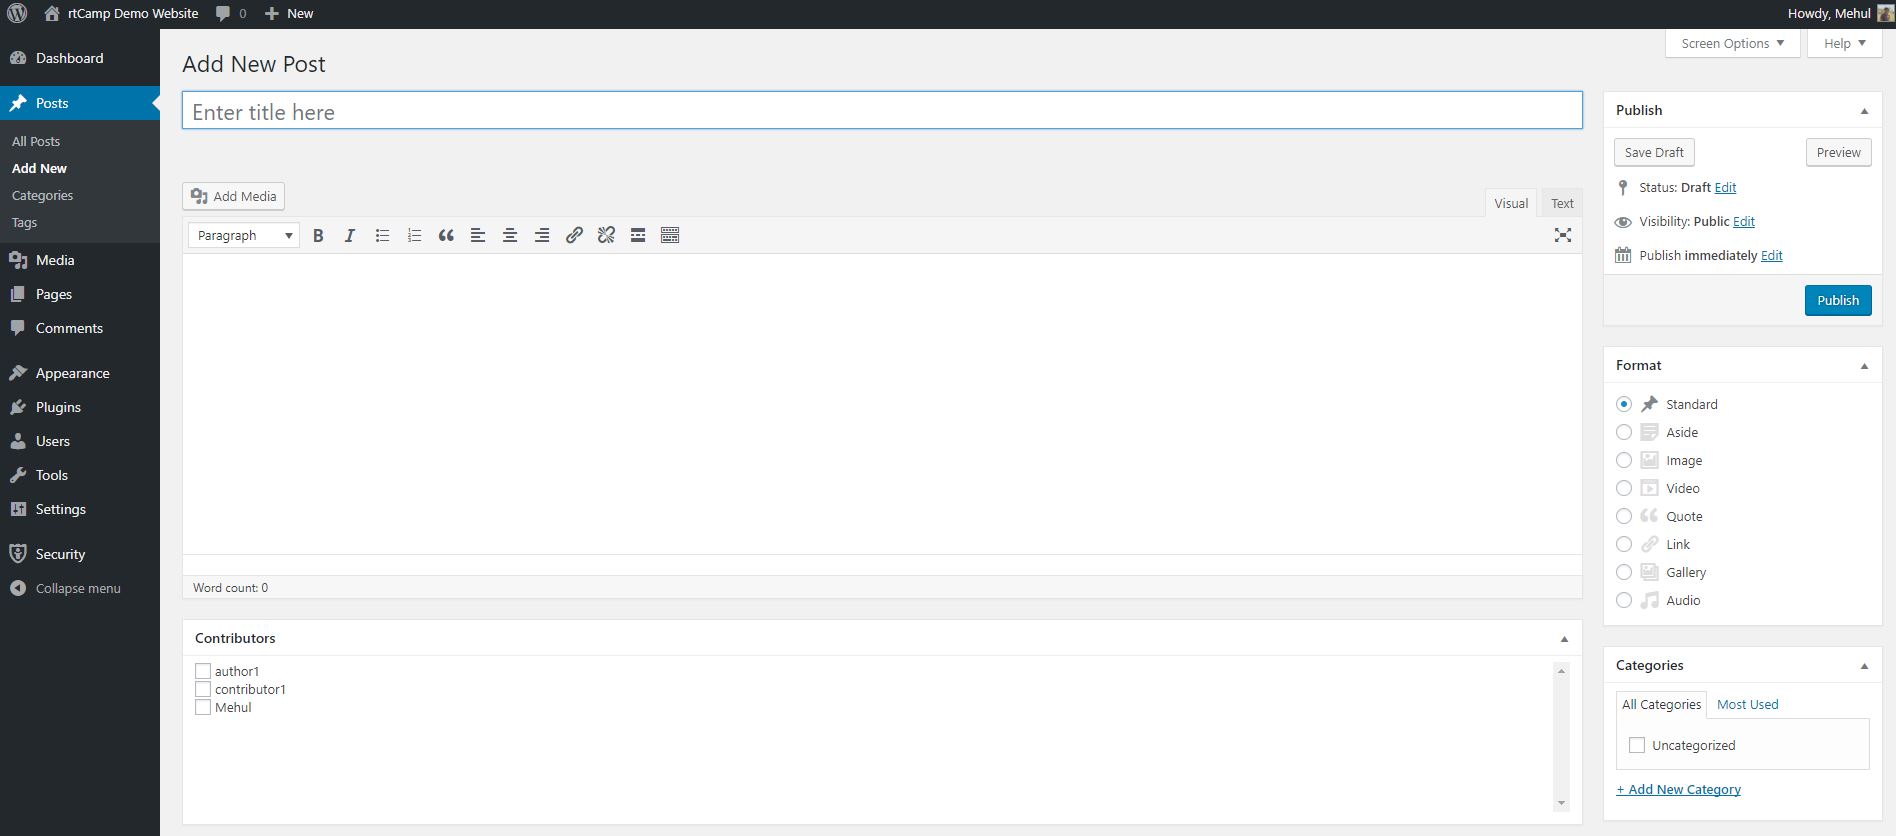 rtCamp Demo Website 0 New Howdy, Mehul
Screen Options Help
Dashboard
Posts
All Posts
Add New
Categories
Tags
Media
Pages
Comments
Appearance
Plugins
Users
Tools
Settings
Security
Collapse menu
Add New Post
Enter title here
Add Media
Visual Text
Paragraph B I
Word count: 0
Contributors
author1
contributor1
Mehul
Publish
Save Draft Preview
Status: Draft Edit
Visibility: Public Edit
Publish immediately Edit
Publish
Format
Standard
Aside
Image
Video
Quote
Link
Gallery
Audio
Categories
All Categories Most Used
Uncategorized
+ Add New Category